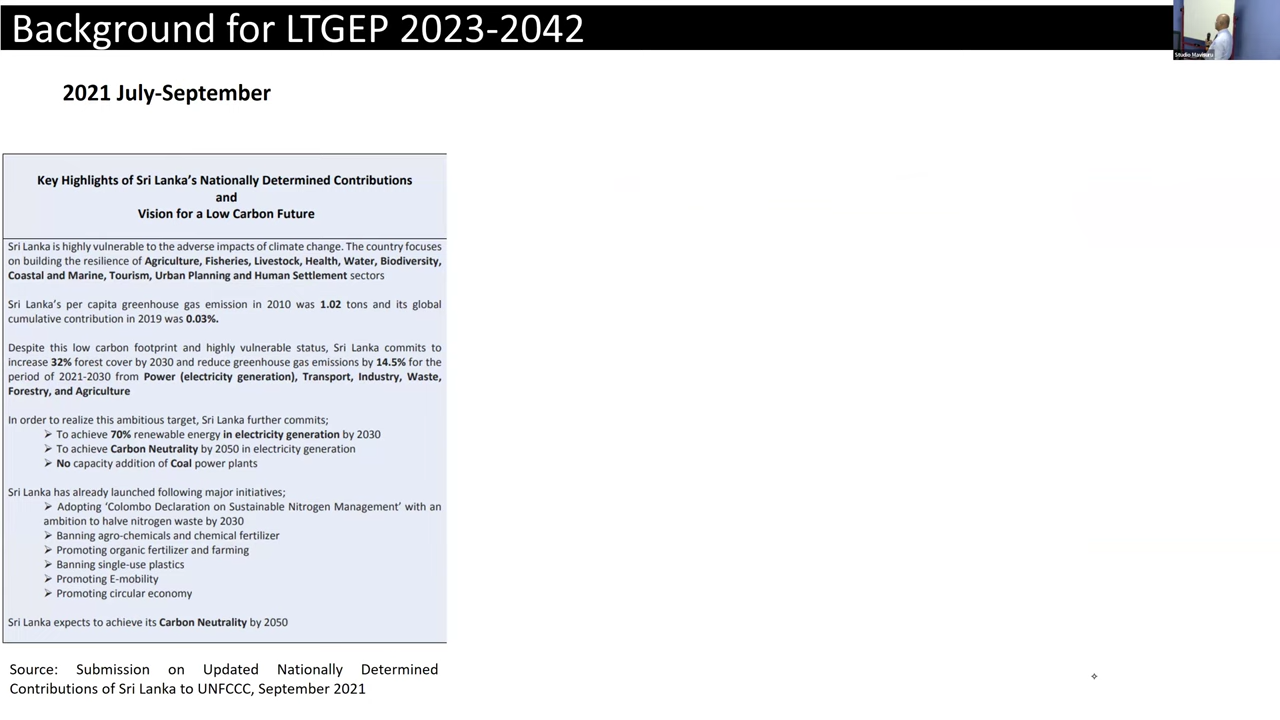 Background for LTGEP 2023-2042
2021 July-September
Key Highlights of Sri Lanka's Nationally Determined Contributions
and
Vision for a Low Carbon Future
Sri Lanka is highly vulnerable to the adverse impacts of climate change. The country focuses
on building the resilience of Agriculture, Fisheries, Livestock, Health, Water, Biodiversity,
Coastal and Marine, Tourism, Urban Planning and Human Settlement sectors
Sri Lanka's per capita greenhouse gas emission in 2010 was 1.02 tons and its global
cumulative contribution in 2019 was 0.03%.
Despite this low carbon footprint and highly vulnerable status, Sri Lanka commits to
increase 32% forest cover by 2030 and reduce greenhouse gas emissions by 14.5% for the
period of 2021-2030 from Power (electricity generation), Transport, Industry, Waste,
Forestry, and Agriculture
In order to realize this ambitious target, Sri Lanka further commits;
➢ To achieve 70% renewable energy in electricity generation by 2030
➢ To achieve Carbon Neutrality by 2050 in electricity generation
➢ No capacity addition of Coal power plants
Sri Lanka has already launched following major initiatives;
➢ Adopting 'Colombo Declaration on Sustainable Nitrogen Management' with an
ambition to halve nitrogen waste by 2030
➢ Banning agro-chemicals and chemical fertilizer
➢ Promoting organic fertilizer and farming
➢ Banning single-use plastics
➢ Promoting E-mobility
➢ Promoting circular economy
Sri Lanka expects to achieve its Carbon Neutrality by 2050
Source: Submission on Updated Nationally Determined
Contributions of Sri Lanka to UNFCCC, September 2021